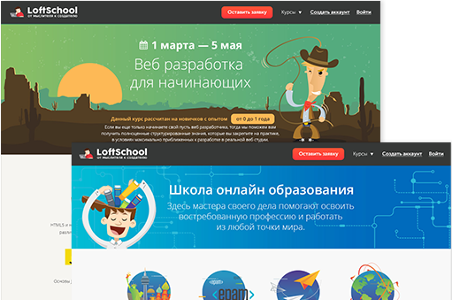 LoftSchool
от мыслителя к создателю
Оставить заявку
Курсы
Создать аккаунт
Войти
1 марта — 5 мая
Веб разработка
для начинающих
Данный курс рассчитан на новичков с опытом от 0 до 1 года
Если вы еще только начинаете свой путь веб разработчика, тогда мы поможем вам
получить полноценные структурированные знания, которые вы закрепите на практике,
в условиях максимально приближенных к разработке в реальной веб студии.
LoftSchool
от мыслителя к создателю
Оставить заявку
Курсы
Создать аккаунт
Войти
Школа онлайн образования
Здесь мастера своего дела помогают освоить
востребованную профессию и работать
из любой точки мира.
HTML5 и
Основы
<epam>